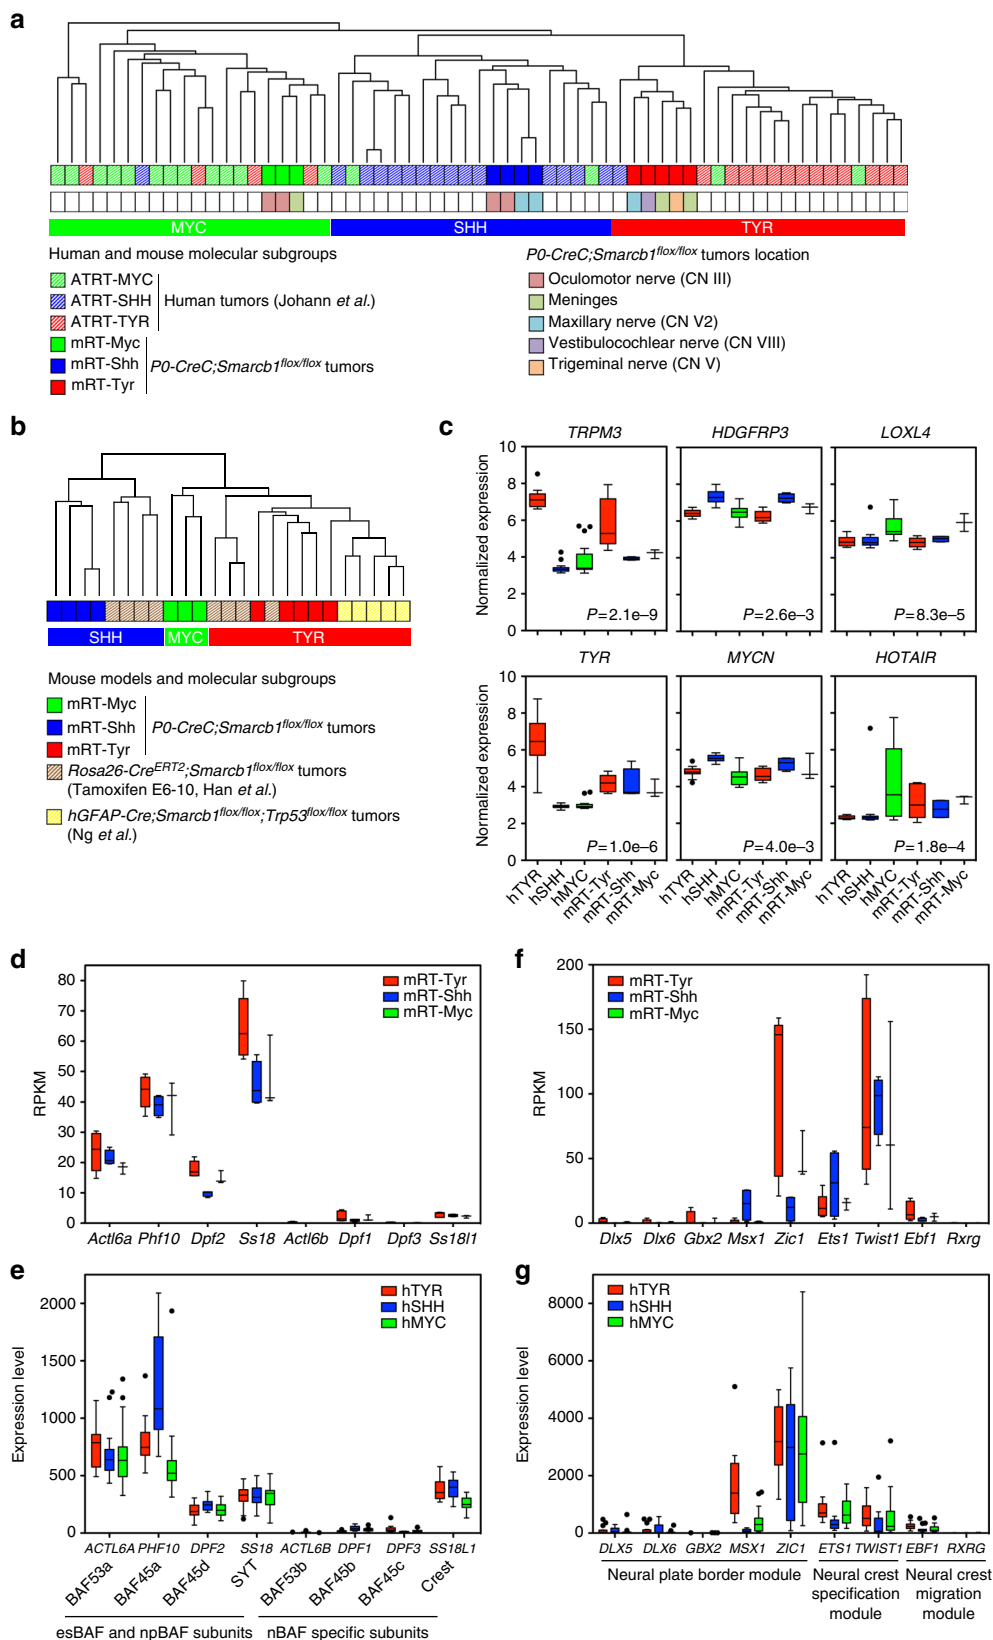 a
MYC SHH TYR
Human and mouse molecular subgroups
ATRT-MYC
ATRT-SHH
ATRT-TYR
Human tumors (Johann et al.)
mRT-Myc
mRT-Shh
mRT-Tyr
P0-CreC;Smarcb1flox/flox tumors
P0-CreC;Smarcb1flox/flox tumors location
Oculomotor nerve (CN III)
Meninges
Maxillary nerve (CN V2)
Vestibulocochlear nerve (CN VIII)
Trigeminal nerve (CN V)
b
SHH MYC TYR
Mouse models and molecular subgroups
mRT-Myc
mRT-Shh
mRT-Tyr
P0-CreC;Smarcb1flox/flox tumors
Rosa26-CreERT2;Smarcb1flox/flox tumors
(Tamoxifen E6-10, Han et al.)
hGFAP-Cre;Smarcb1flox/flox;Trp53flox/flox tumors
(Ng et al.)
c
TRPM3 HDGFRP3 LOXL4
Normalized expression
10
8
6
4
2
0
P=2.1e–9 P=2.6e–3 P=8.3e–5
TYR MYCN HOTAIR
Normalized expression
10
8
6
4
2
0
P=1.0e–6 P=4.0e–3 P=1.8e–4
hTYR hSHH hMYC mRT-Tyr mRT-Shh mRT-Myc
hTYR hSHH hMYC mRT-Tyr mRT-Shh mRT-Myc
hTYR hSHH hMYC mRT-Tyr mRT-Shh mRT-Myc
d
RPKM
80
70
60
50
40
30
20
10
0
mRT-Tyr
mRT-Shh
mRT-Myc
Actl6a Phf10 Dpf2 Ss18 Actl6b Dpf1 Dpf3 Ss18l1
e
Expression level
2000
1500
1000
500
0
hTYR
hSHH
hMYC
ACTL6A PHF10 DPF2 SS18 ACTL6B DPF1 DPF3 SS18L1
BAF53a BAF45a BAF45d SYT BAF53b BAF45b BAF45c Crest
esBAF and npBAF subunits nBAF specific subunits
f
RPKM
200
150
100
50
0
mRT-Tyr
mRT-Shh
mRT-Myc
Dlx5 Dlx6 Gbx2 Msx1 Zic1 Ets1 Twist1 Ebf1 Rxrg
g
Expression level
8000
6000
4000
2000
0
hTYR
hSHH
hMYC
DLX5 DLX6 GBX2 MSX1 ZIC1 ETS1 TWIST1 EBF1 RXRG
Neural plate border module
Neural crest
specification
module
Neural crest
migration
module